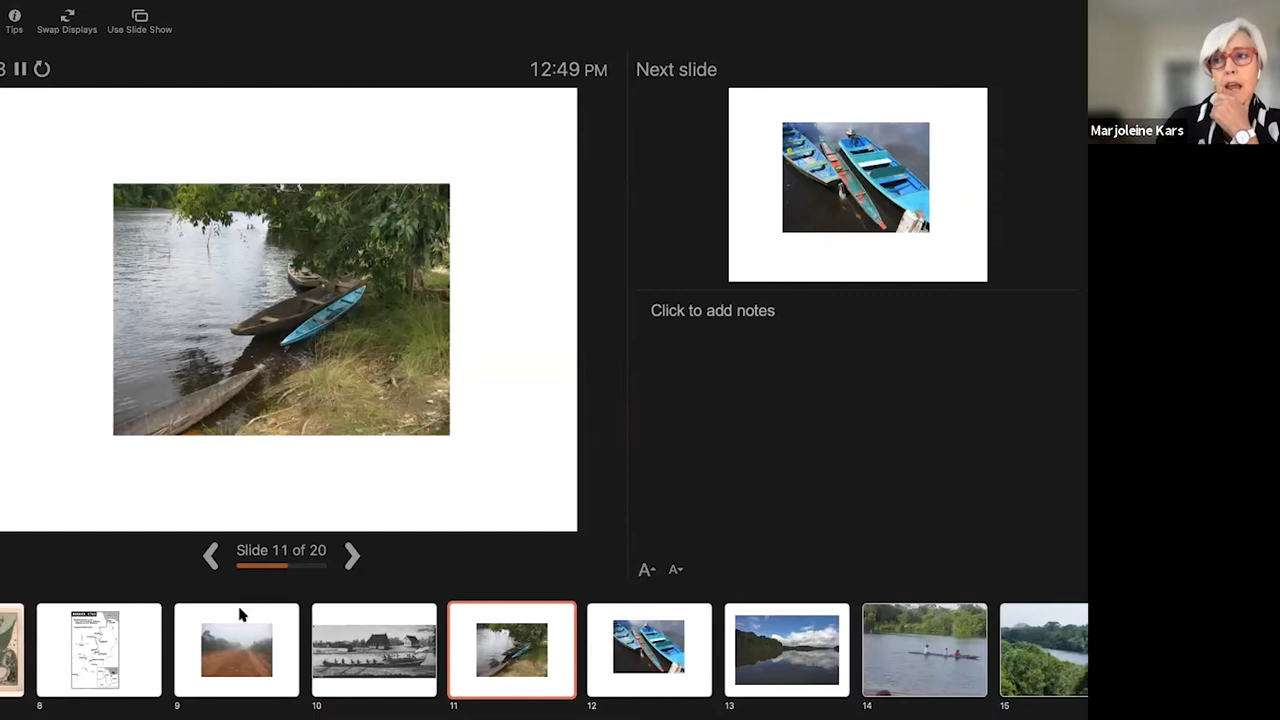 Tips
Swap Displays
Use Slide Show
3
12:49 PM
Next slide
Marjoleine Kars
Click to add notes
Slide 11 of 20
A
A
8
9
10
11
12
13
14
15